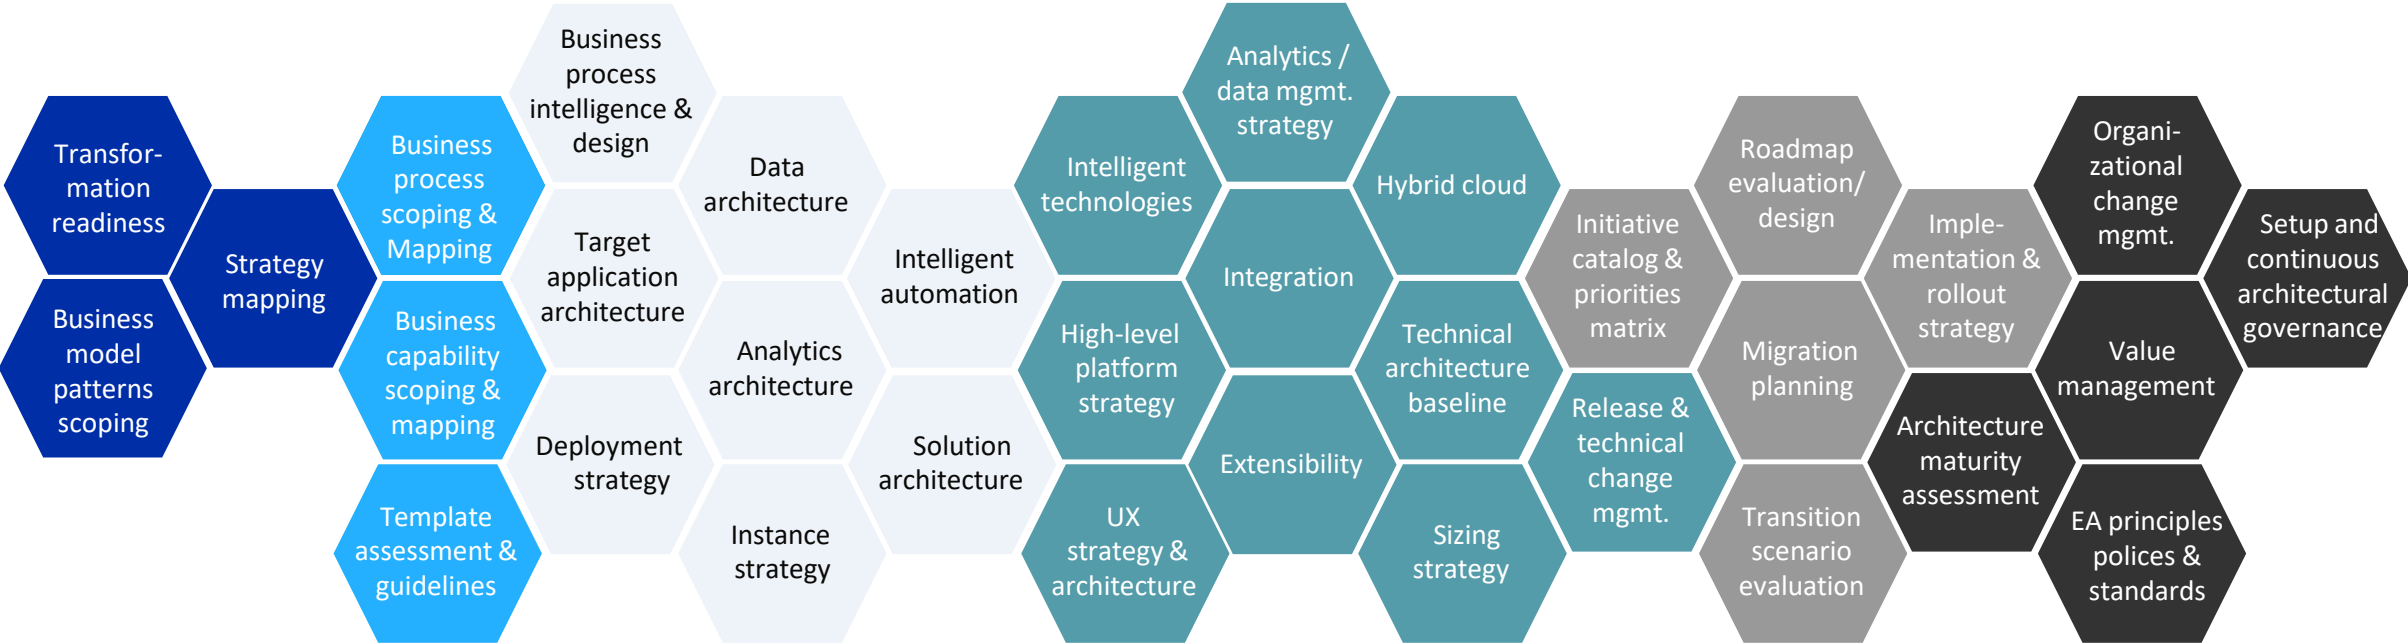 Transfor-
mation
readiness
Business
model
patterns
scoping
Strategy
mapping
Business
process
scoping &
Mapping
Business
capability
scoping &
mapping
Template
assessment &
guidelines
Business
process
intelligence &
design
Target
application
architecture
Deployment
strategy
Data
architecture
Analytics
architecture
Instance
strategy
Intelligent
automation
Solution
architecture
Intelligent
technologies
High-level
platform
strategy
UX
strategy &
architecture
Analytics /
data mgmt.
strategy
Integration
Extensibility
Hybrid cloud
Technical
architecture
baseline
Sizing
strategy
Initiative
catalog &
priorities
matrix
Release &
technical
change
mgmt.
Roadmap
evaluation/
design
Migration
planning
Transition
scenario
evaluation
Imple-
mentation &
rollout
strategy
Architecture
maturity
assessment
Organi-
zational
change
mgmt.
Value
management
EA principles
polices &
standards
Setup and
continuous
architectural
governance